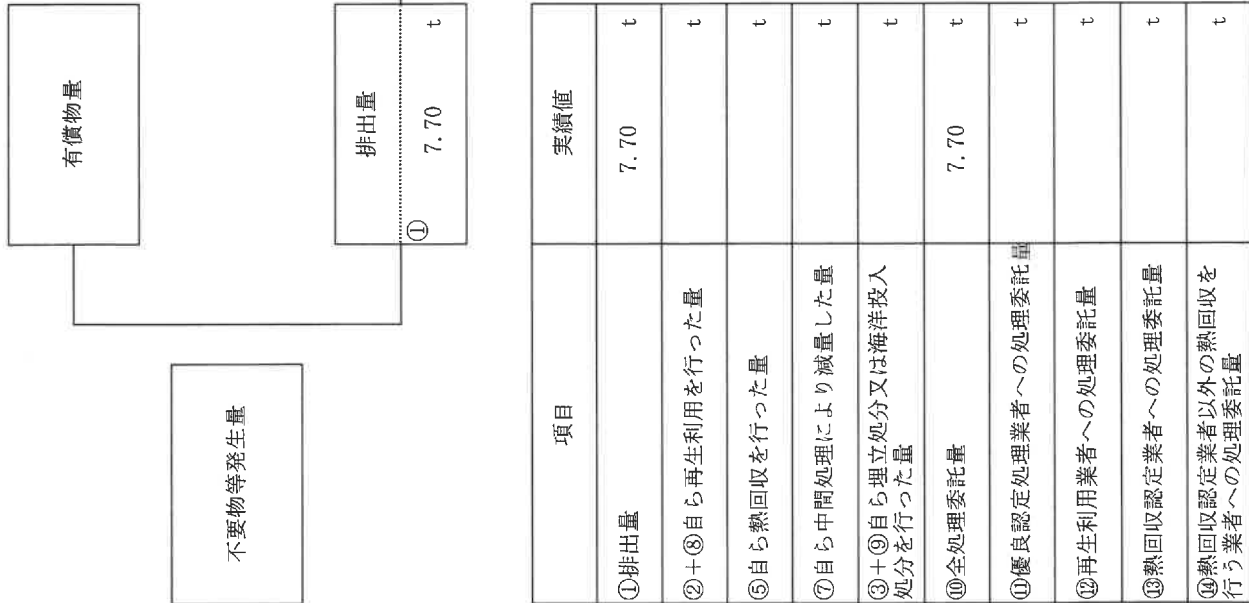 不要物等発生量
有償物量
排出量
① 7.70 t
項目 実績値
①排出量 7.70 t
②+⑧自ら再生利用を行った量 t
⑤自ら熱回収を行った量 t
⑦自ら中間処理により減量した量 t
③+⑨自ら埋立処分又は海洋投入
処分を行った量 t
⑩全処理委託量 7.70 t
⑪優良認定処理業者への処理委託量 t
⑫再生利用業者への処理委託量 t
⑬熱回収認定業者への処理委託量 t
⑭熱回収認定業者以外の熱回収を
行う業者への処理委託量 t